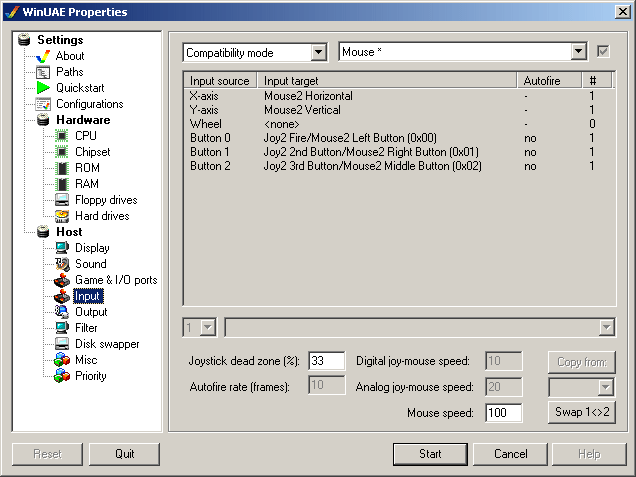 WinUAE Properties
Settings
About
Paths
Quickstart
Configurations
Hardware
CPU
Chipset
ROM
RAM
Floppy drives
Hard drives
Host
Display
Sound
Game & I/O ports
Input
Output
Filter
Disk swapper
Misc
Priority
Compatibility mode Mouse *
Input source Input target Autofire #
X-axis Mouse2 Horizontal - 1
Y-axis Mouse2 Vertical - 1
Wheel <none> - 0
Button 0 Joy2 Fire/Mouse2 Left Button (0x00) no 1
Button 1 Joy2 2nd Button/Mouse2 Right Button (0x01) no 1
Button 2 Joy2 3rd Button/Mouse2 Middle Button (0x02) no 1
1
Joystick dead zone (%): 33 Digital joy-mouse speed: 10 Copy from:
Autofire rate (frames): 10 Analog joy-mouse speed: 20
Mouse speed: 100 Swap 1<>2
Reset Quit Start Cancel Help